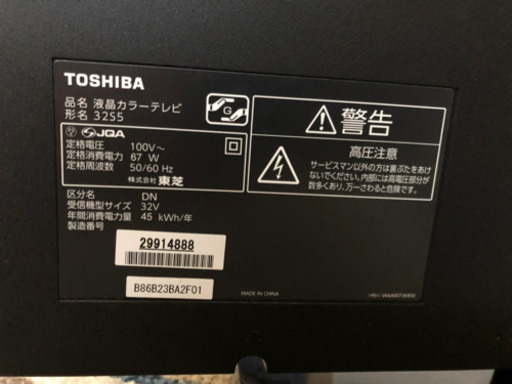 TOSHIBA
品名 液晶カラーテレビ
形名 32S5
G
JQA
定格電圧 100V～
定格消費電力 67 W
定格周波数 50/60 Hz
株式会社 東芝
区分名 DN
受信機型サイズ 32V
年間消費電力量 45 kWh/年
製造番号
29914888
B86B23BA2F01
警告
高圧注意
サービスマン以外の方は裏ぶたをあけ
ないでください。内部には高電圧部分が
数多くあり、万一さわると危険です。
MADE IN CHINA